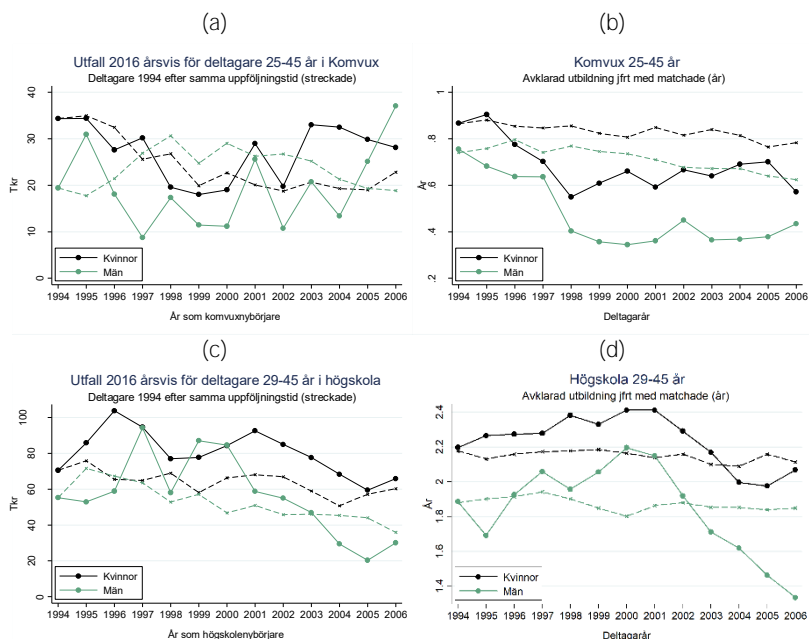 (a)
Utfall 2016 årsvis för deltagare 25-45 år i Komvux
Deltagare 1994 efter samma uppföljningstid (streckade)
40
30
20
10
0
Tkr
Kvinnor
Män
1994 1995 1996 1997 1998 1999 2000 2001 2002 2003 2004 2005 2006
År som komvuxnybörjare
(b)
Komvux 25-45 år
Avklarad utbildning jfrt med matchade (år)
1
.8
.6
.4
.2
År
Kvinnor
Män
1994 1995 1996 1997 1998 1999 2000 2001 2002 2003 2004 2005 2006
Deltagarår
(c)
Utfall 2016 årsvis för deltagare 29-45 år i högskola
Deltagare 1994 efter samma uppföljningstid (streckade)
100
80
60
40
20
0
Tkr
Kvinnor
Män
1994 1995 1996 1997 1998 1999 2000 2001 2002 2003 2004 2005 2006
År som högskolenybörjare
(d)
Högskola 29-45 år
Avklarad utbildning jfrt med matchade (år)
2.4
2.2
2
1.8
1.6
1.4
År
Kvinnor
Män
1994 1995 1996 1997 1998 1999 2000 2001 2002 2003 2004 2005 2006
Deltagarår